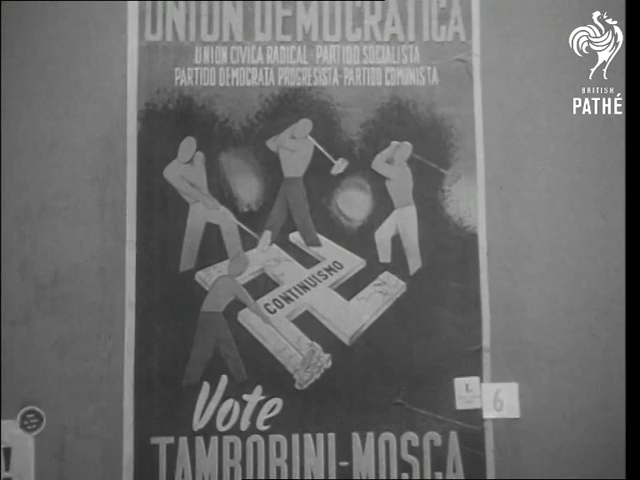 UNION DEMOCRATICA
UNION CIVICA RADICAL - PARTIDO SOCIALISTA
PARTIDO DEMOCRATA PROGRESISTA - PARTIDO COMUNISTA
BRITISH
PATHÉ
CONTINUISMO
Vote
TAMBORINI - MOSCA
6